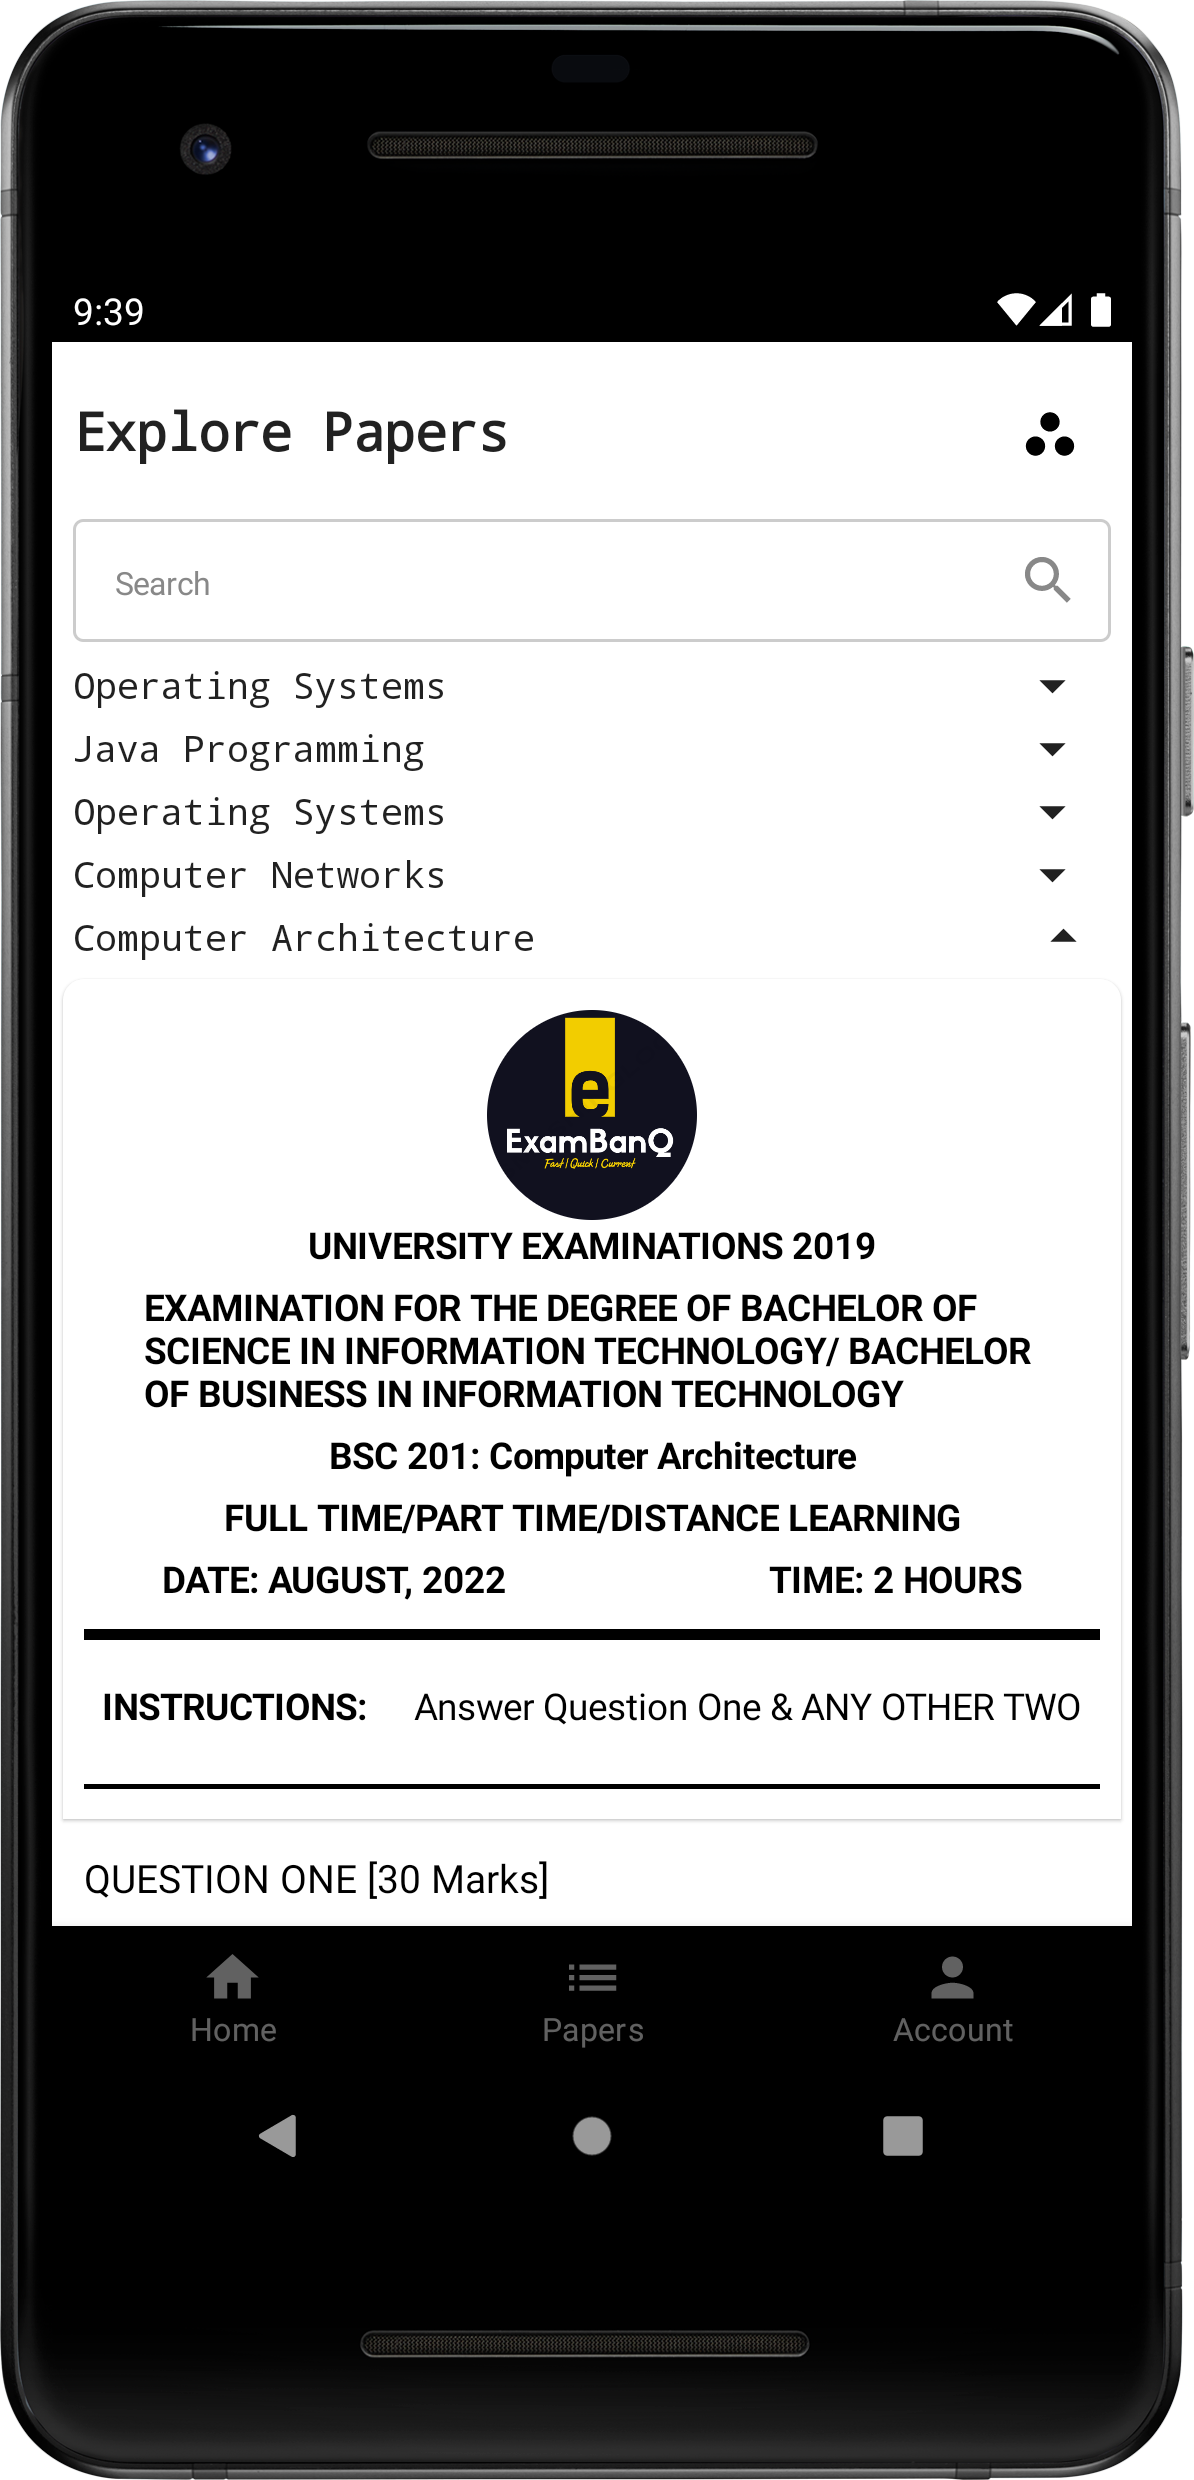 9:39
Explore Papers
Search
Operating Systems
Java Programming
Operating Systems
Computer Networks
Computer Architecture
e
ExamBanQ
Fast | Quick | Current
UNIVERSITY EXAMINATIONS 2019
EXAMINATION FOR THE DEGREE OF BACHELOR OF
SCIENCE IN INFORMATION TECHNOLOGY/ BACHELOR
OF BUSINESS IN INFORMATION TECHNOLOGY
BSC 201: Computer Architecture
FULL TIME/PART TIME/DISTANCE LEARNING
DATE: AUGUST, 2022 TIME: 2 HOURS
INSTRUCTIONS: Answer Question One & ANY OTHER TWO
QUESTION ONE [30 Marks]
Home Papers Account